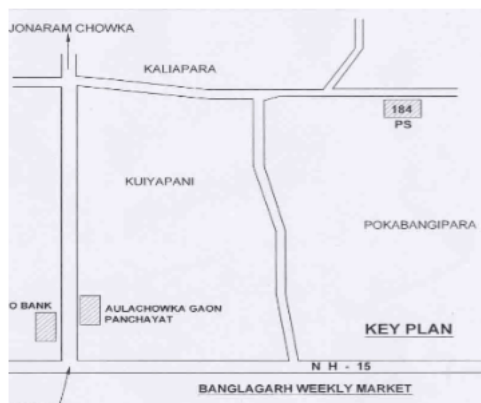 JONARAM CHOWKA
KALIAPARA
184
PS
KUIYAPANI
POKABANGIPARA
O BANK
AULACHOWKA GAON
PANCHAYAT
KEY PLAN
N H - 15
BANGLAGARH WEEKLY MARKET